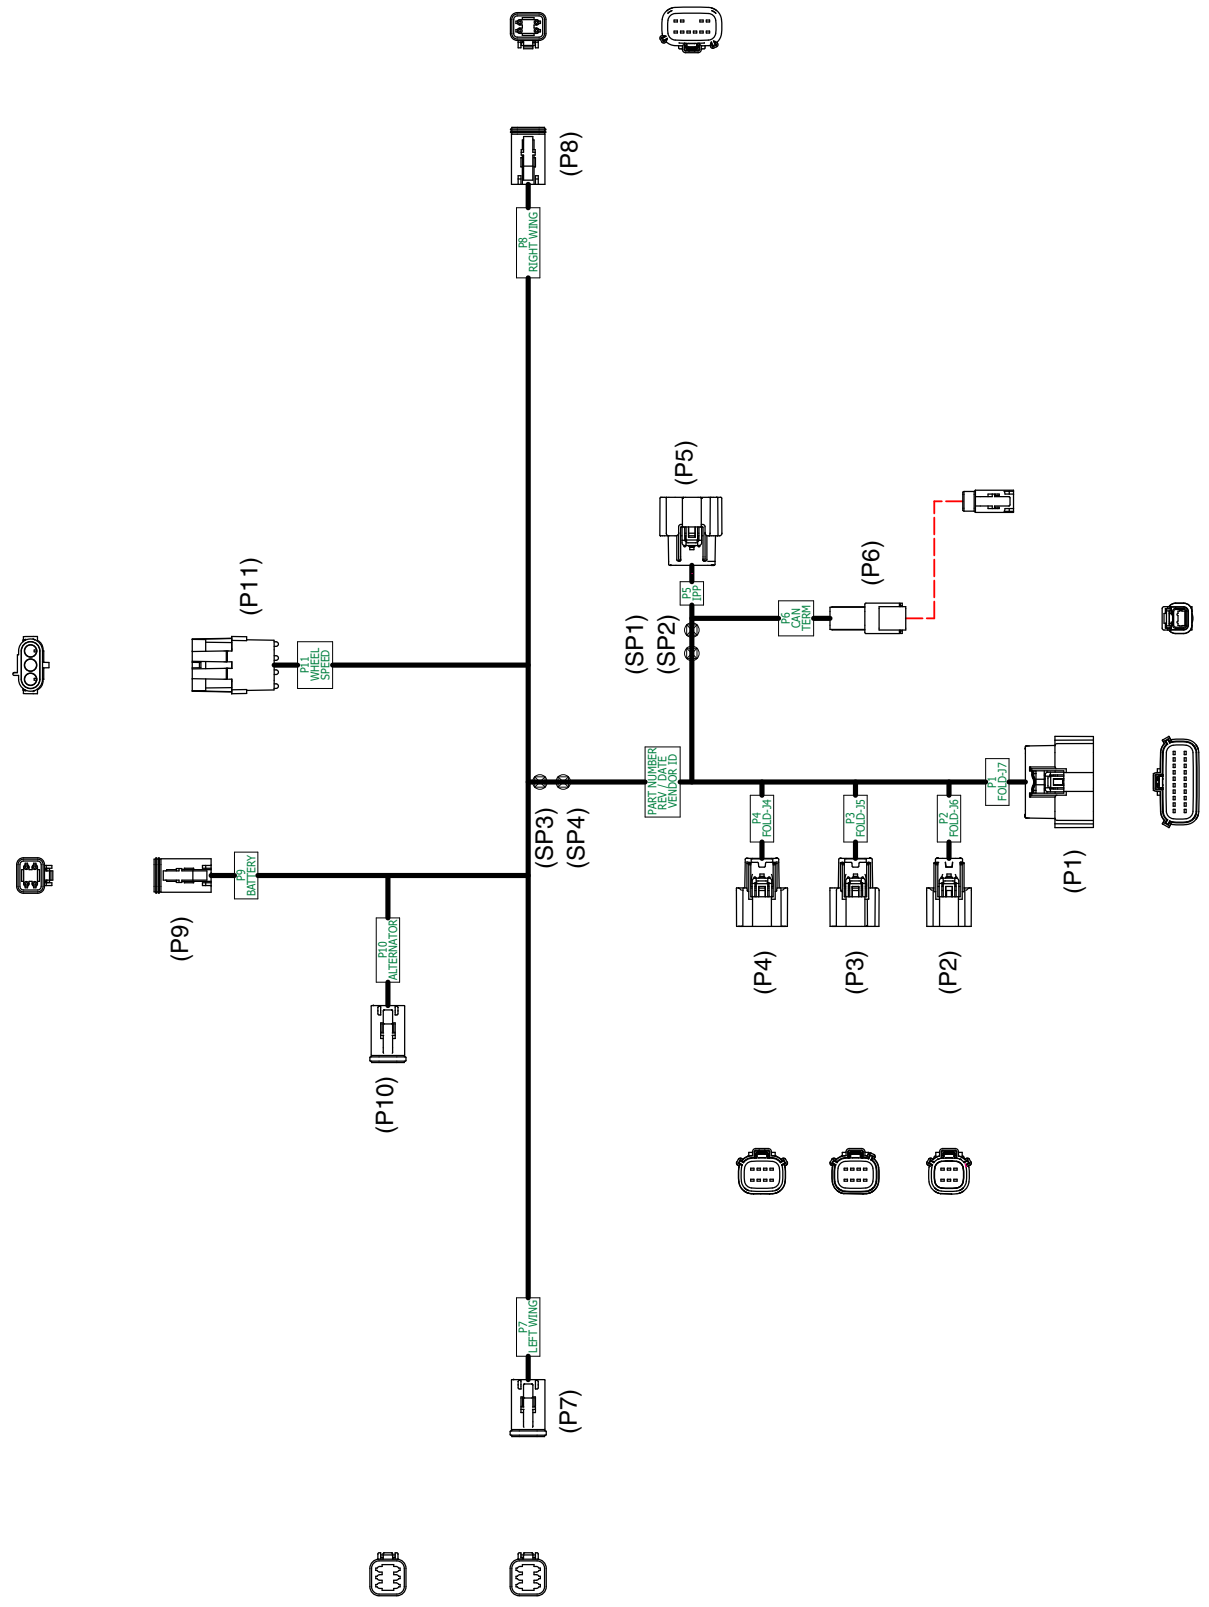 (P8)
P8
RIGHT WING
(P5)
P5
IPP
(P6)
P6
CAN
TERM
(SP1)
(SP2)
(P11)
P11
WHEEL
SPEED
PART NUMBER
REV / DATE
VENDOR ID
(SP3)
(SP4)
P1
FOLD-J7
(P1)
P4
FOLD-J4
(P4)
P3
FOLD-J5
(P3)
P2
FOLD-J6
(P2)
P9
BATTERY
(P9)
P10
ALTERNATOR
(P10)
P7
LEFT WING
(P7)